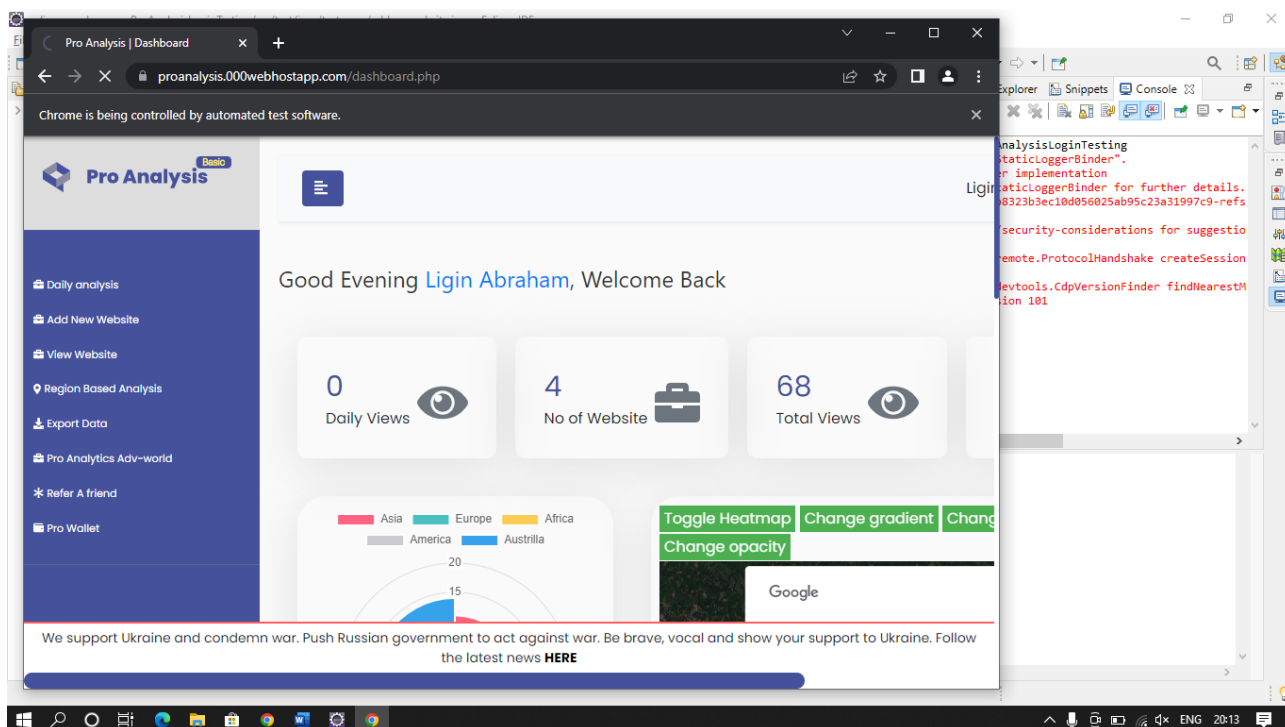 Pro Analysis | Dashboard
proanalysis.000webhostapp.com/dashboard.php
Chrome is being controlled by automated test software.
Explorer Snippets Console
Pro Analysis Basic
Ligin
AnalysisLoginTesting
StaticLoggerBinder".
er implementation
taticLoggerBinder for further details.
b8323b3ec10d056025ab95c23a31997c9-refs
/security-considerations for suggestio
remote.ProtocolHandshake createSession
devtools.CdpVersionFinder findNearestM
sion 101
Daily analysis
Add New Website
View Website
Region Based Analysis
Export Data
Pro Analytics Adv-world
Refer A friend
Pro Wallet
Good Evening Ligin Abraham, Welcome Back
0
Daily Views
4
No of Website
68
Total Views
Asia Europe Africa
America Austrilla
20
15
Toggle Heatmap Change gradient Chang
Change opacity
Google
We support Ukraine and condemn war. Push Russian government to act against war. Be brave, vocal and show your support to Ukraine. Follow
the latest news HERE
ENG 20:13